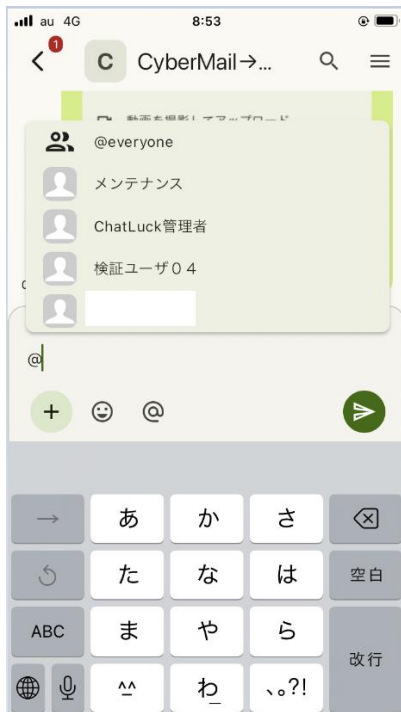 au 4G 8:53
1
C CyberMail→...
動画を撮影してアップロード
@everyone
メンテナンス
ChatLuck管理者
検証ユーザ０４
@
+ @
→ あ か さ
た な は 空白
ABC ま や ら
改行
^^ わ_ 、。?!